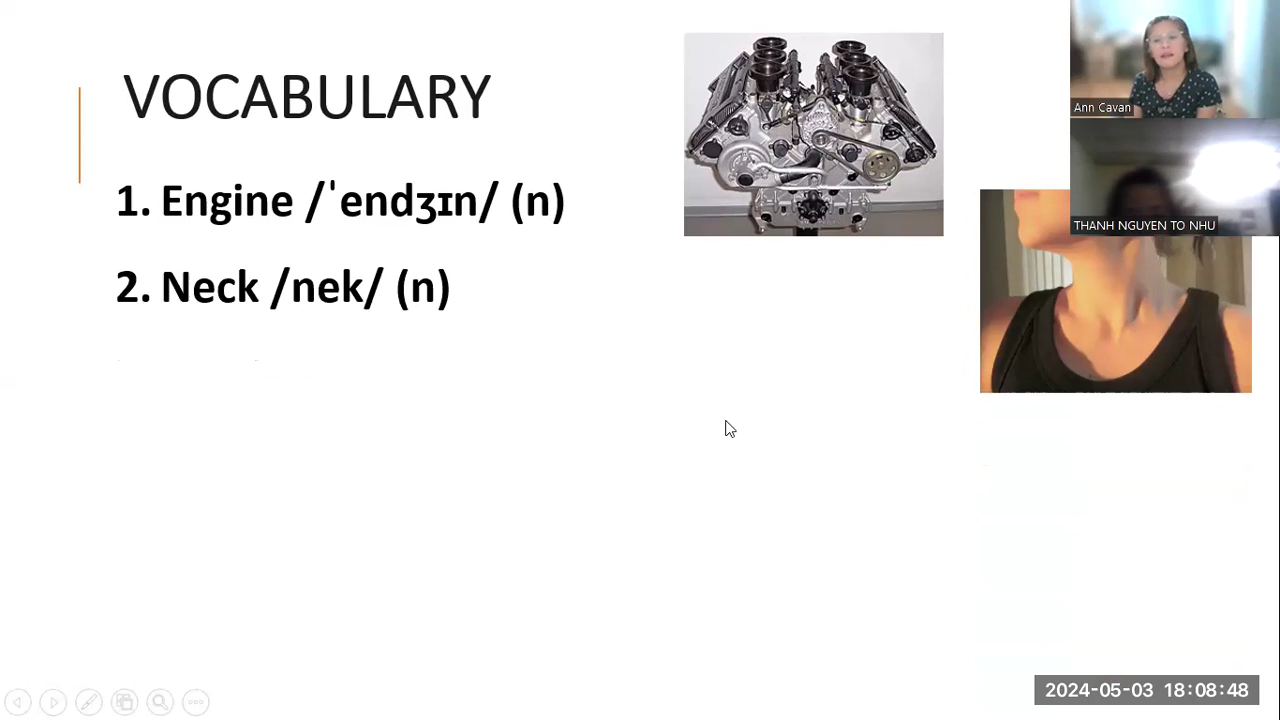 VOCABULARY
1. Engine /ˈendʒɪn/ (n)
2. Neck /nek/ (n)
Ann Cavan
THANH NGUYEN TO NHU
2024-05-03 18:08:48